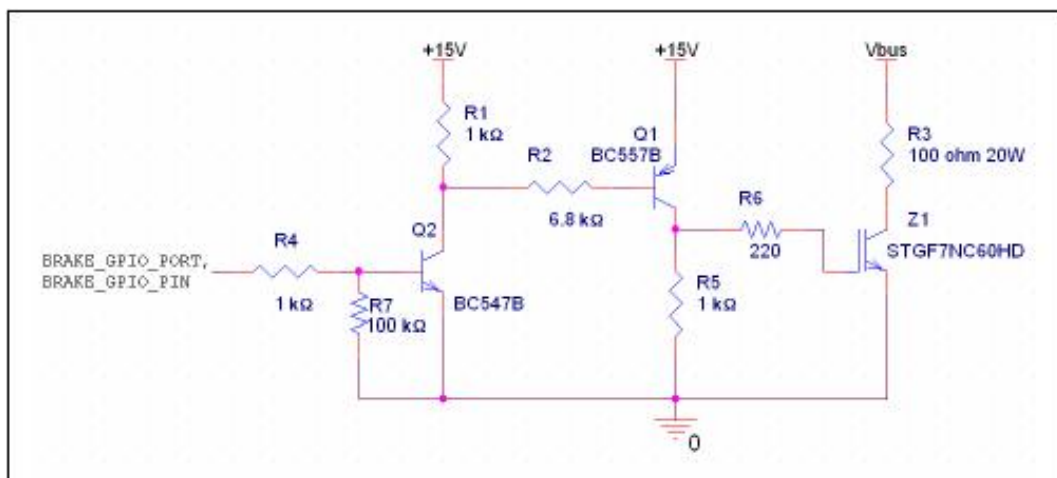 +15V
+15V
Vbus
R1
1 kΩ
R2
6.8 kΩ
Q1
BC557B
R3
100 ohm 20W
R6
220
Z1
STGF7NC60HD
Q2
BC547B
R4
1 kΩ
BRAKE_GPIO_PORT,
BRAKE_GPIO_PIN
R7
100 kΩ
R5
1 kΩ
0